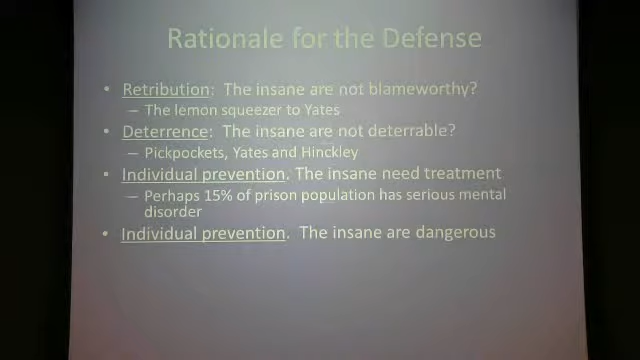 Rationale for the Defense
• Retribution: The insane are not blameworthy?
– The lemon squeezer to Yates
• Deterrence: The insane are not deterrable?
– Pickpockets, Yates and Hinckley
• Individual prevention. The insane need treatment
– Perhaps 15% of prison population has serious mental
disorder
• Individual prevention. The insane are dangerous